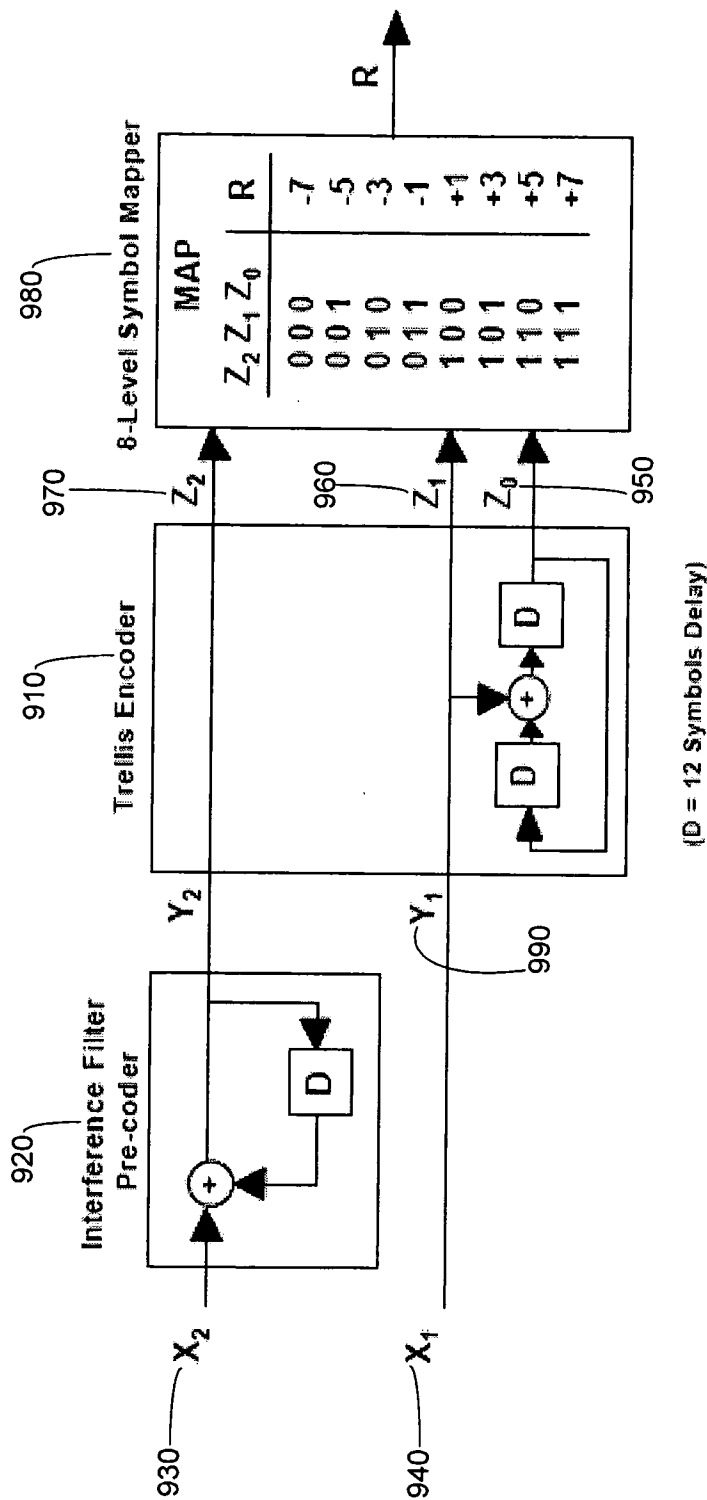 920
Interference Filter
Pre-coder
+
D
930
X₂
940
X₁
Y₂
Y₁
990
910
Trellis Encoder
D
+
D
970
Z₂
960
Z₁
Z₀
950
980
8-Level Symbol Mapper
MAP
Z₂ Z₁ Z₀ R
0 0 0 -7
0 0 1 -5
0 1 0 -3
0 1 1 -1
1 0 0 +1
1 0 1 +3
1 1 0 +5
1 1 1 +7
R
(D = 12 Symbols Delay)